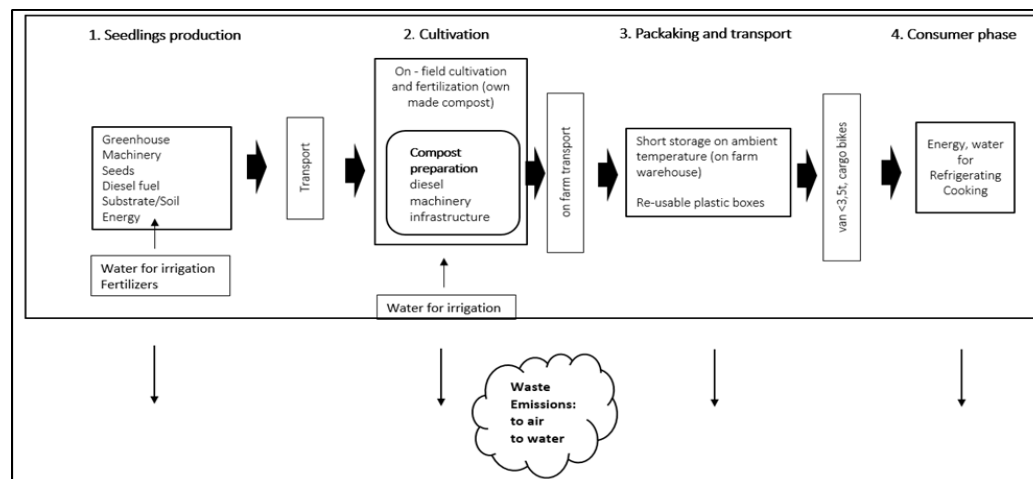 1. Seedlings production
2. Cultivation
3. Packaking and transport
4. Consumer phase
Greenhouse
Machinery
Seeds
Diesel fuel
Substrate/Soil
Energy
Water for irrigation
Fertilizers
Transport
On - field cultivation
and fertilization (own
made compost)
Compost
preparation
diesel
machinery
infrastructure
Water for irrigation
on farm transport
Short storage on ambient
temperature (on farm
warehouse)
Re-usable plastic boxes
van <3,5t, cargo bikes
Energy, water
for
Refrigerating
Cooking
Waste
Emissions:
to air
to water